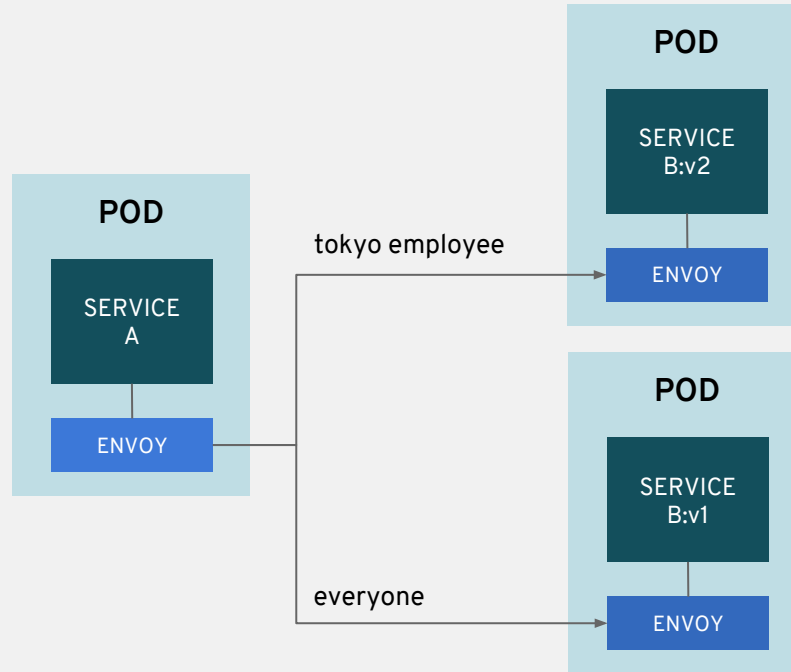 POD
SERVICE
A
ENVOY
tokyo employee
everyone
POD
SERVICE
B:v2
ENVOY
POD
SERVICE
B:v1
ENVOY